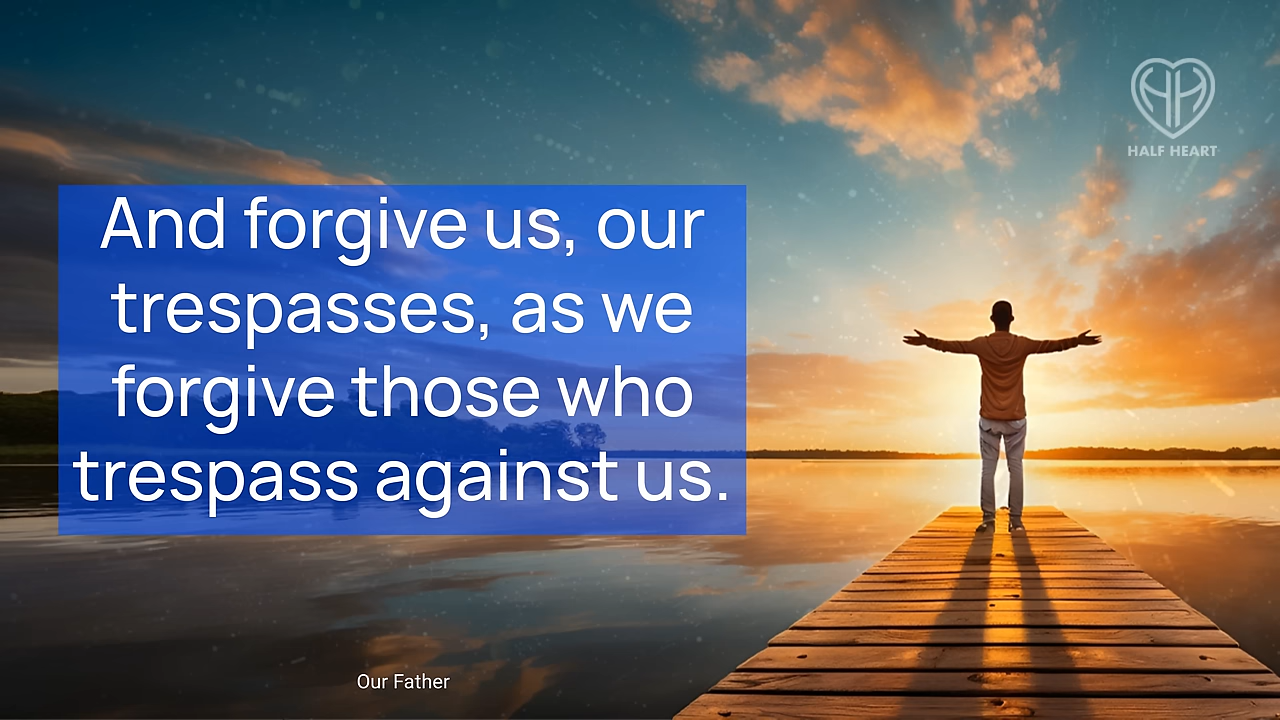 HALF HEART
And forgive us, our
trespasses, as we
forgive those who
trespass against us.
Our Father